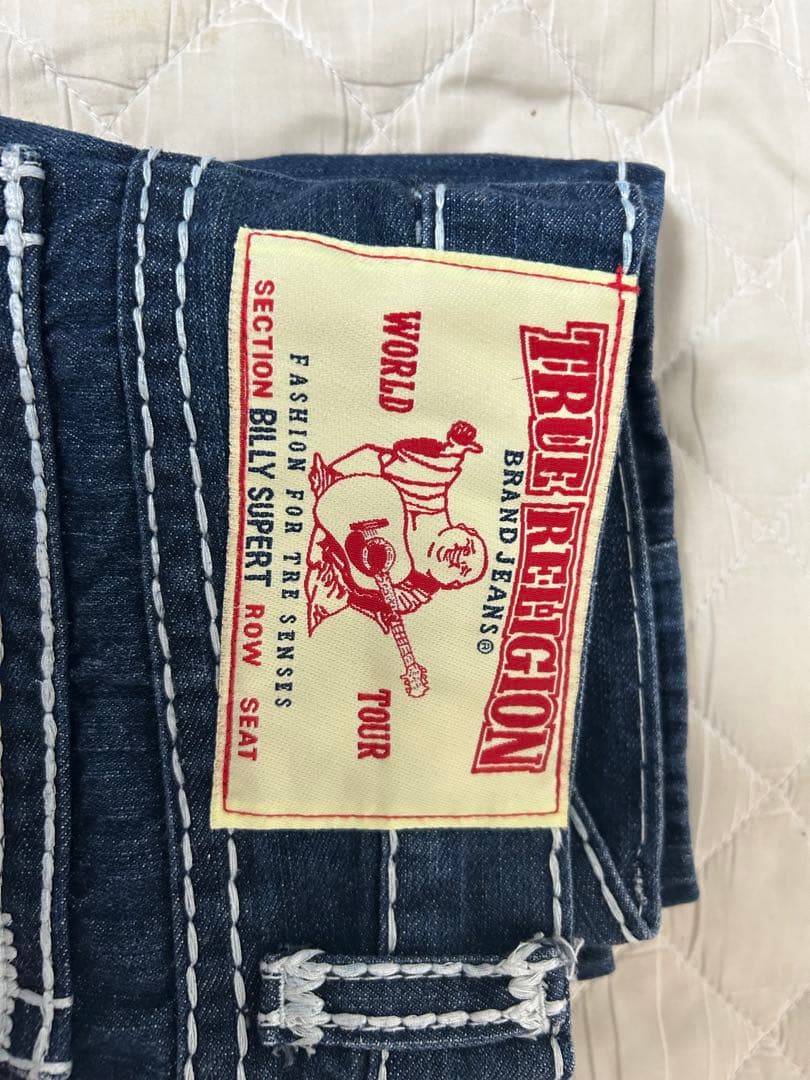 TRUE RELIGION
BRAND JEANS®
WORLD TOUR
FASHION FOR TRE SENSES
SECTION BILLY SUPERT ROW SEAT